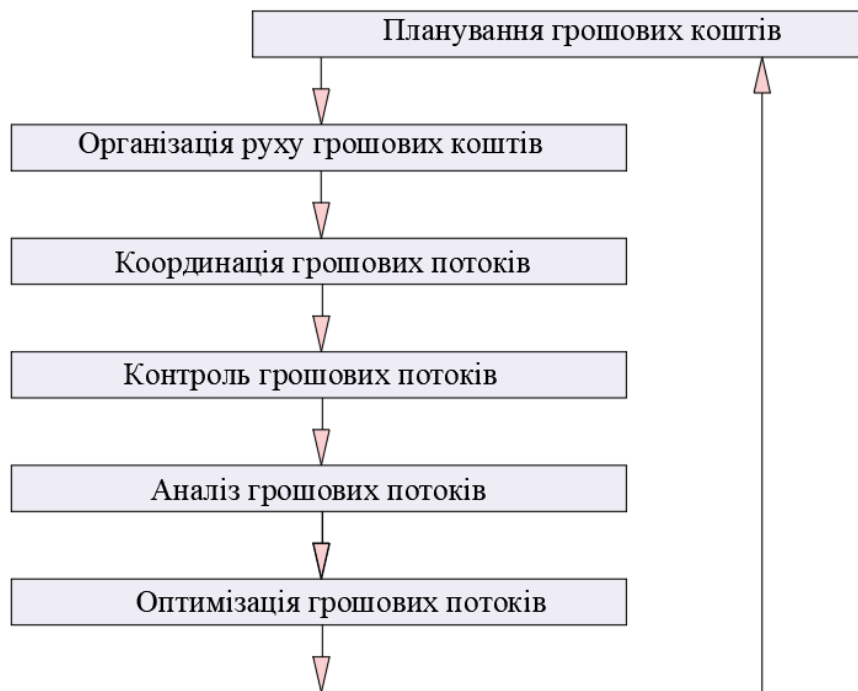 Планування грошових коштів
Організація руху грошових коштів
Координація грошових потоків
Контроль грошових потоків
Аналіз грошових потоків
Оптимізація грошових потоків